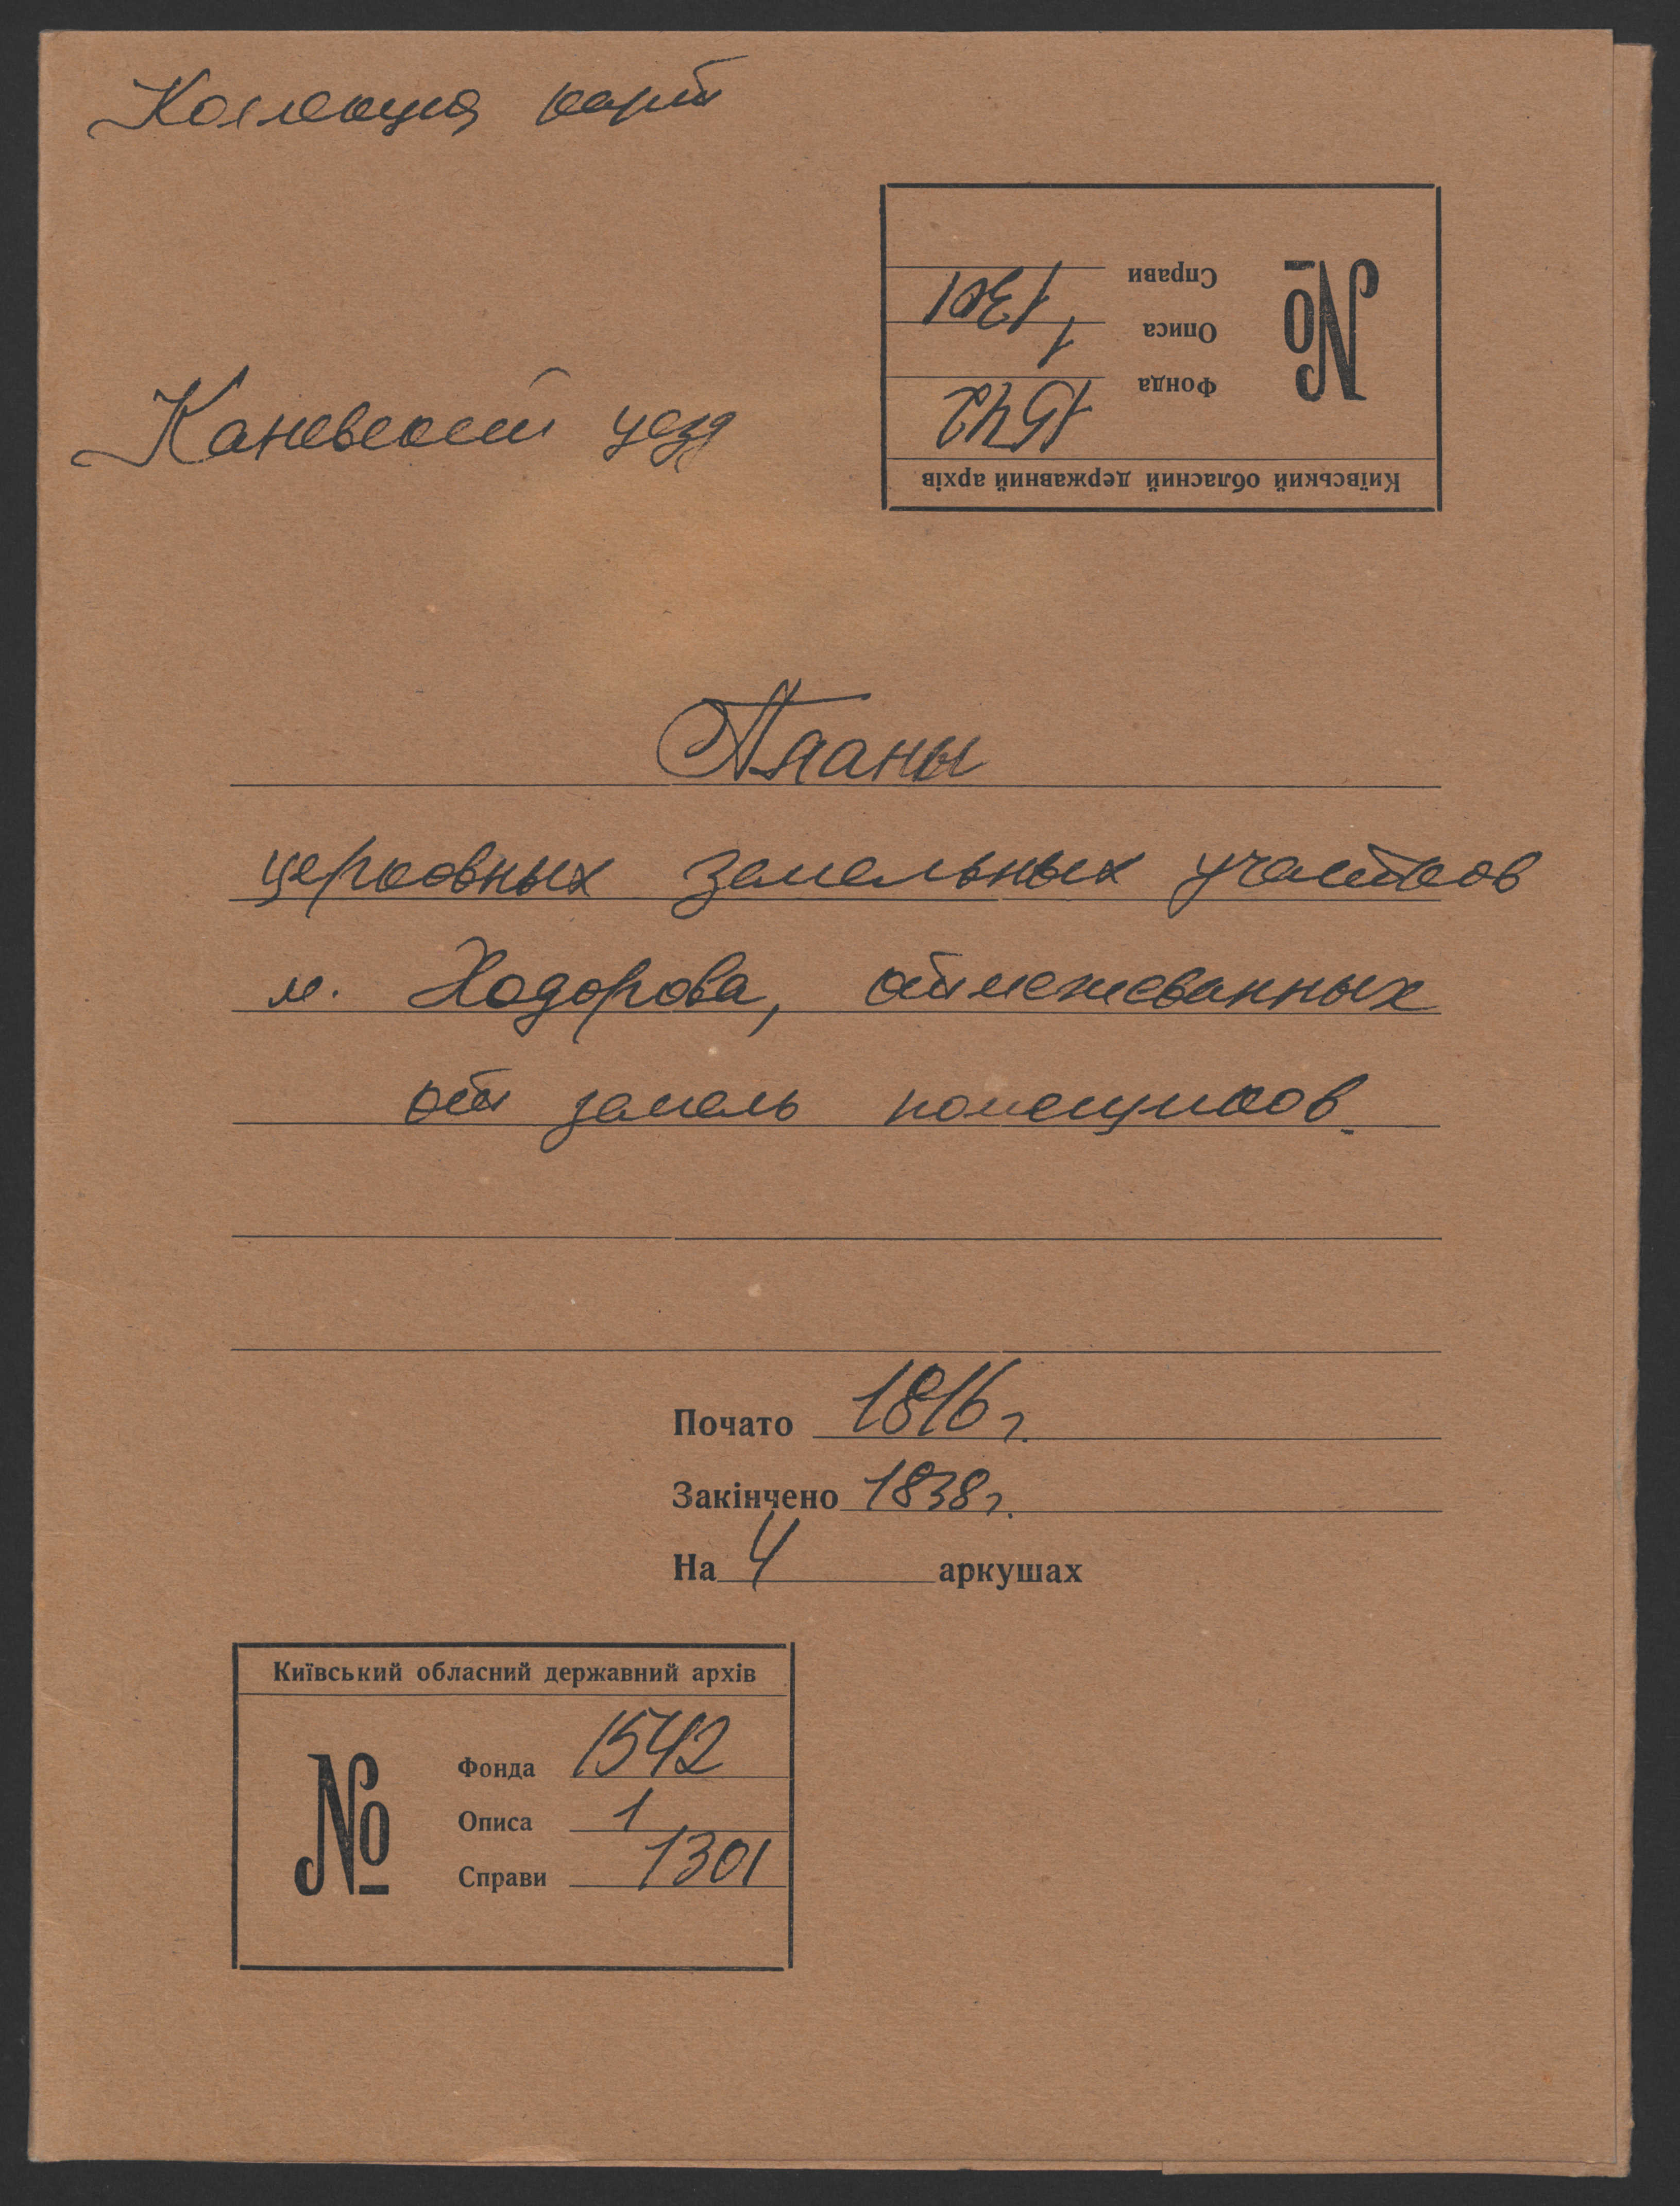 Коллекция карт
Справи 1301
Описа 1
Фонда 1542
№
Київський обласний державний архів
Каневский уезд
Планы
церковных земельных участков
м. Ходорова, отмежеванных
от земель помещиков.
Почато 1816 г.
Закінчено 1838 г.
На 4 аркушах
Київський обласний державний архів
№
Фонда 1542
Описа 1
Справи 1301